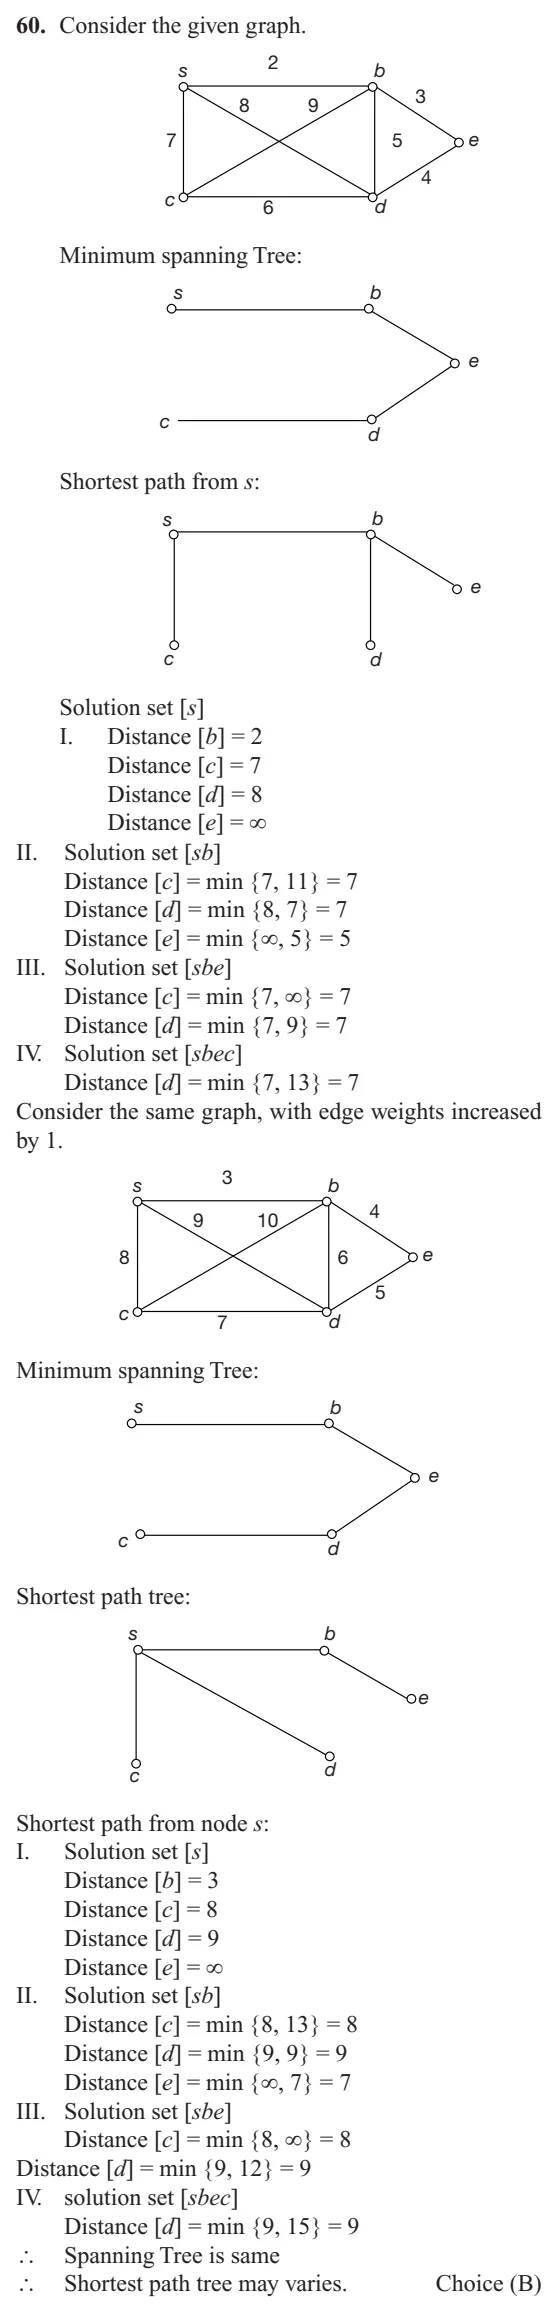 60. Consider the given graph.
s 2 b
8 9 3
7 5 e
4
c 6 d
Minimum spanning Tree:
s b
e
c d
Shortest path from s:
s b
e
c d
Solution set [s]
I. Distance [b] = 2
Distance [c] = 7
Distance [d] = 8
Distance [e] = ∞
II. Solution set [sb]
Distance [c] = min {7, 11} = 7
Distance [d] = min {8, 7} = 7
Distance [e] = min {∞, 5} = 5
III. Solution set [sbe]
Distance [c] = min {7, ∞} = 7
Distance [d] = min {7, 9} = 7
IV. Solution set [sbec]
Distance [d] = min {7, 13} = 7
Consider the same graph, with edge weights increased
by 1.
s 3 b
9 10 4
8 6 e
5
c 7 d
Minimum spanning Tree:
s b
e
c d
Shortest path tree:
s b
e
c d
Shortest path from node s:
I. Solution set [s]
Distance [b] = 3
Distance [c] = 8
Distance [d] = 9
Distance [e] = ∞
II. Solution set [sb]
Distance [c] = min {8, 13} = 8
Distance [d] = min {9, 9} = 9
Distance [e] = min {∞, 7} = 7
III. Solution set [sbe]
Distance [c] = min {8, ∞} = 8
Distance [d] = min {9, 12} = 9
IV. solution set [sbec]
Distance [d] = min {9, 15} = 9
∴ Spanning Tree is same
∴ Shortest path tree may varies. Choice (B)